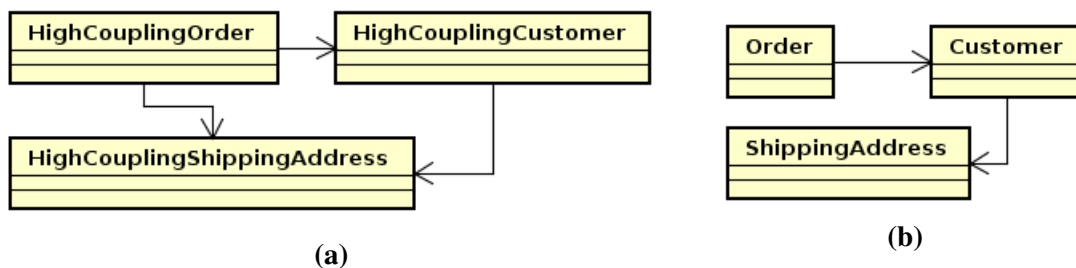 HighCouplingOrder
HighCouplingCustomer
HighCouplingShippingAddress
(a)
Order
Customer
ShippingAddress
(b)